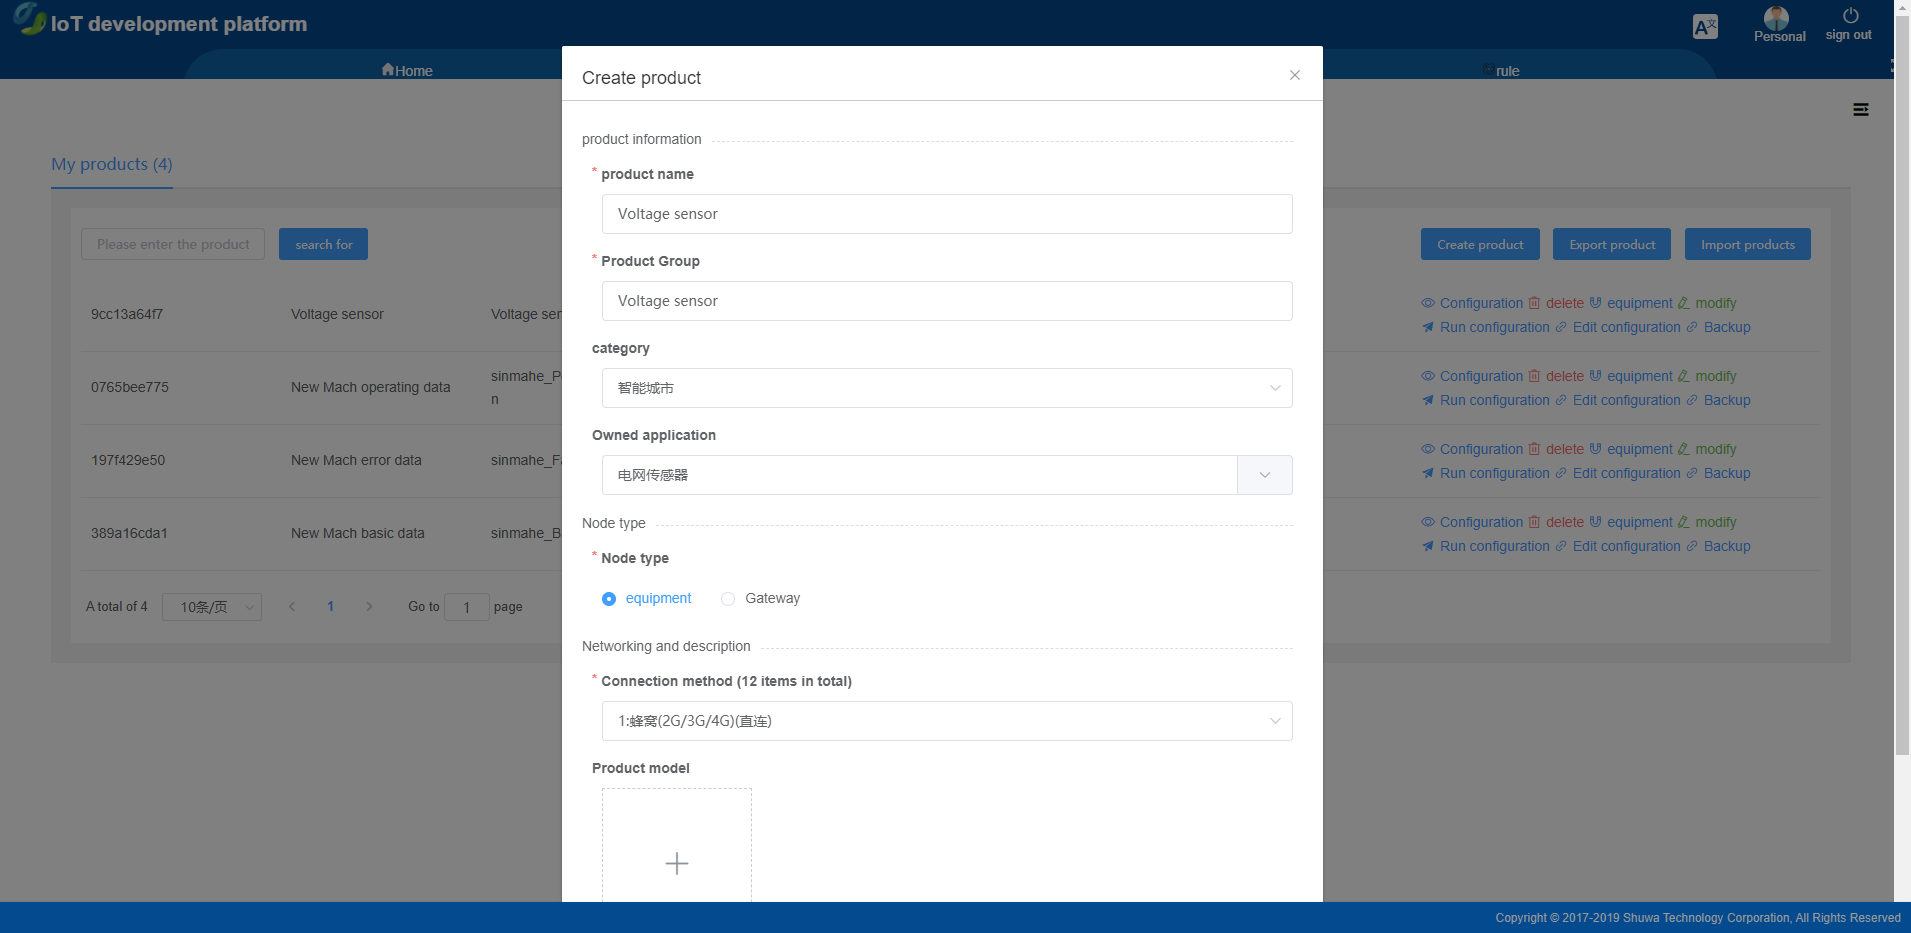 IoT development platform
Personal
sign out
Home
rule
Create product
product information
* product name
Voltage sensor
* Product Group
Voltage sensor
category
智能城市
Owned application
电网传感器
Node type
* Node type
equipment Gateway
Networking and description
* Connection method (12 items in total)
1:蜂窝(2G/3G/4G)(直连)
Product model
My products (4)
Please enter the product
search for
Create product Export product Import products
9cc13a64f7 Voltage sensor Voltage ser
Configuration delete equipment modify
Run configuration Edit configuration Backup
0765bee775 New Mach operating data sinmahe_P
n
Configuration delete equipment modify
Run configuration Edit configuration Backup
197f429e50 New Mach error data sinmahe_F
Configuration delete equipment modify
Run configuration Edit configuration Backup
389a16cda1 New Mach basic data sinmahe_B
Configuration delete equipment modify
Run configuration Edit configuration Backup
A total of 4 10条/页 1 Go to 1 page
Copyright © 2017-2019 Shuwa Technology Corporation, All Rights Reserved